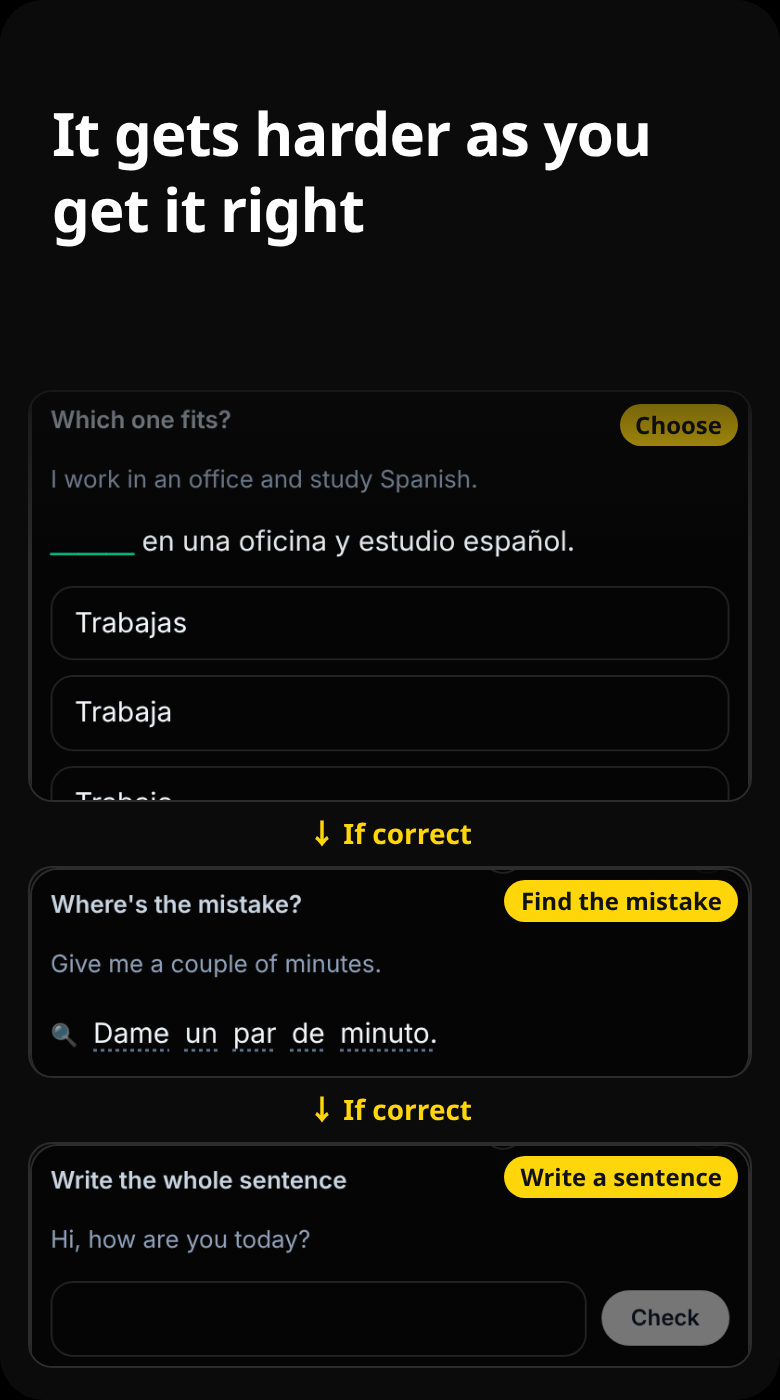 It gets harder as you
get it right
Which one fits?
Choose
I work in an office and study Spanish.
______ en una oficina y estudio español.
Trabajas
Trabaja
↓ If correct
Where's the mistake?
Find the mistake
Give me a couple of minutes.
🔍 Dame un par de minuto.
↓ If correct
Write the whole sentence
Write a sentence
Hi, how are you today?
Check